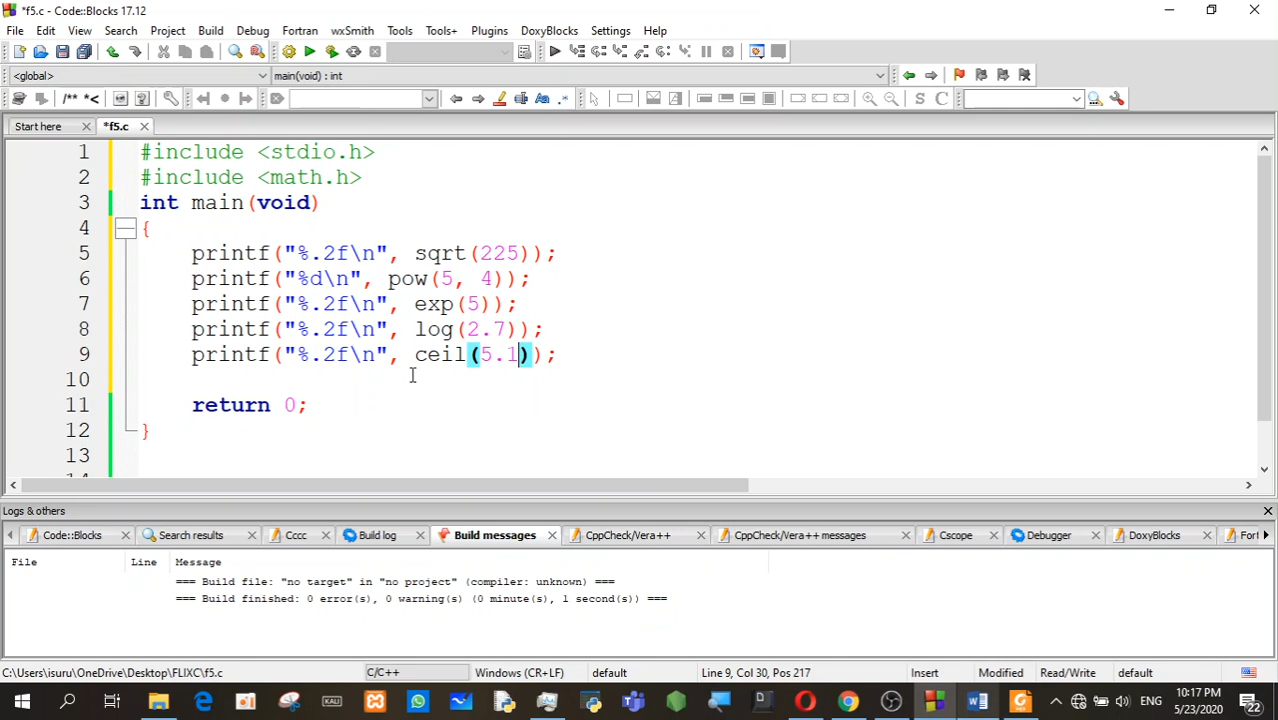 *f5.c - Code::Blocks 17.12
File Edit View Search Project Build Debug Fortran wxSmith Tools Tools+ Plugins DoxyBlocks Settings Help
<global> main(void) : int
/** *< S C
Start here *f5.c
1 #include <stdio.h>
2 #include <math.h>
3 int main(void)
4 {
5 printf("%.2f\n", sqrt(225));
6 printf("%d\n", pow(5, 4));
7 printf("%.2f\n", exp(5));
8 printf("%.2f\n", log(2.7));
9 printf("%.2f\n", ceil(5.1));
10
11 return 0;
12 }
13
14
Logs & others
Code::Blocks Search results Cccc Build log Build messages CppCheck/Vera++ CppCheck/Vera++ messages Cscope Debugger DoxyBlocks Fort
File Line Message
=== Build file: "no target" in "no project" (compiler: unknown) ===
=== Build finished: 0 error(s), 0 warning(s) (0 minute(s), 1 second(s)) ===
C:\Users\isuru\OneDrive\Desktop\FLIXC\f5.c C/C++ Windows (CR+LF) default Line 9, Col 30, Pos 217 Insert Modified Read/Write default
KALI ENG 10:17 PM
5/23/2020 22